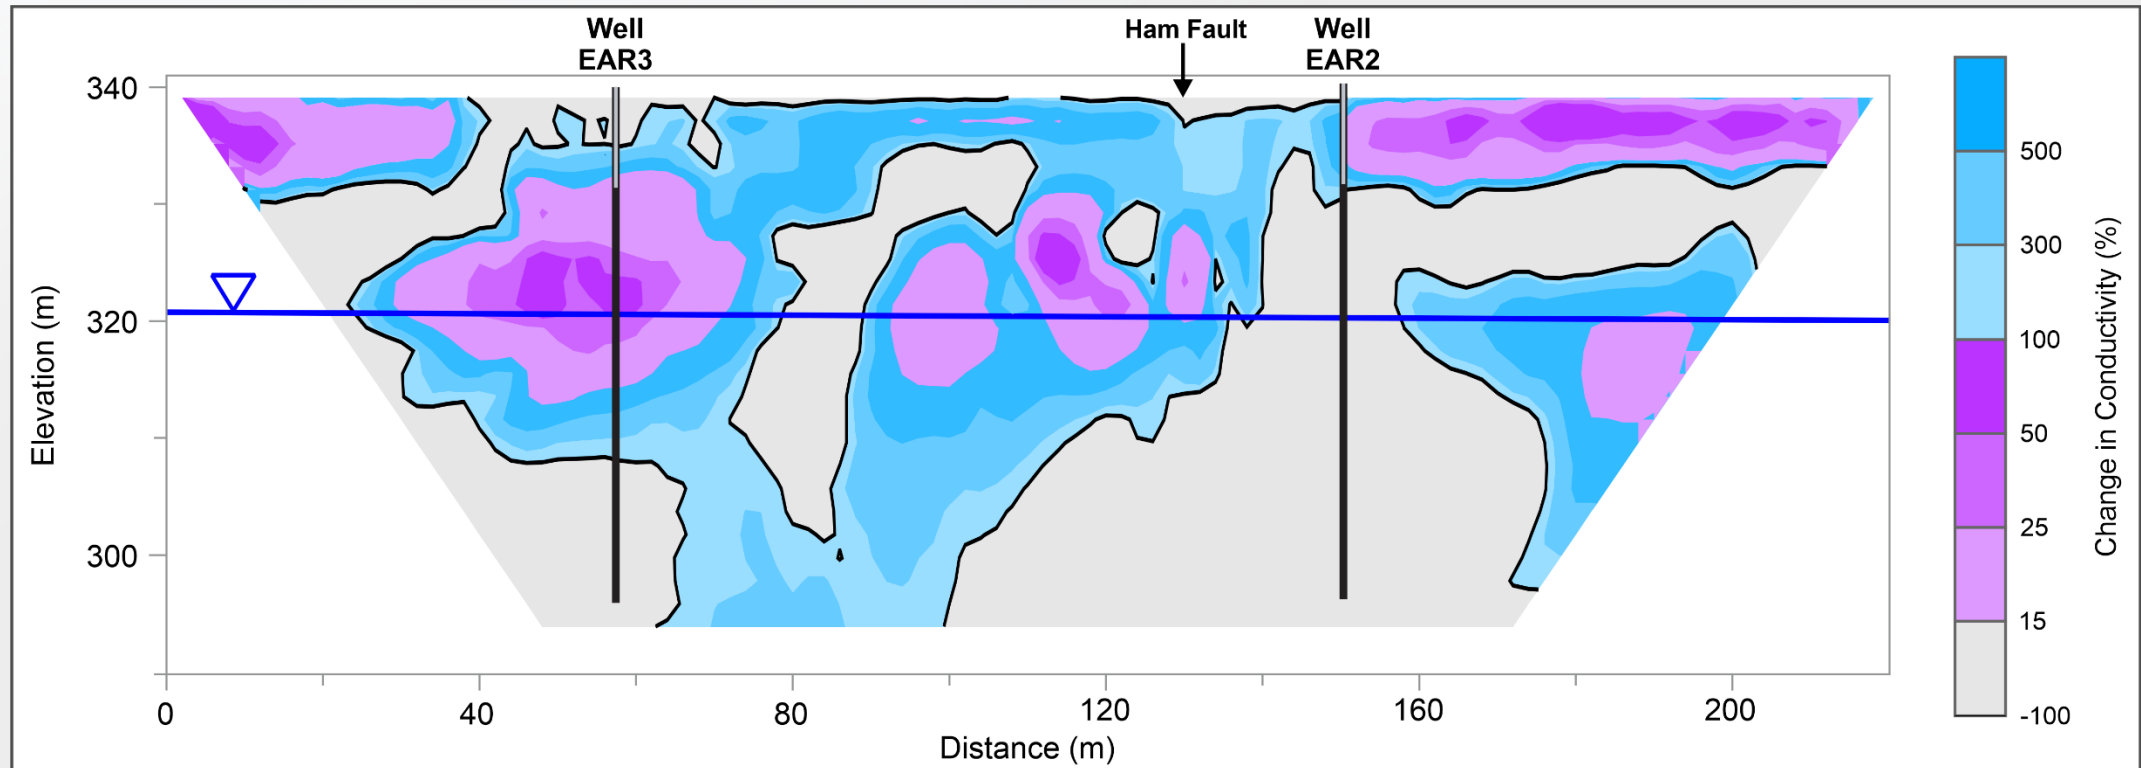 Well
EAR3
Ham Fault
Well
EAR2
340
320
300
Elevation (m)
0
40
80
120
160
200
Distance (m)
500
300
100
50
25
15
-100
Change in Conductivity (%)